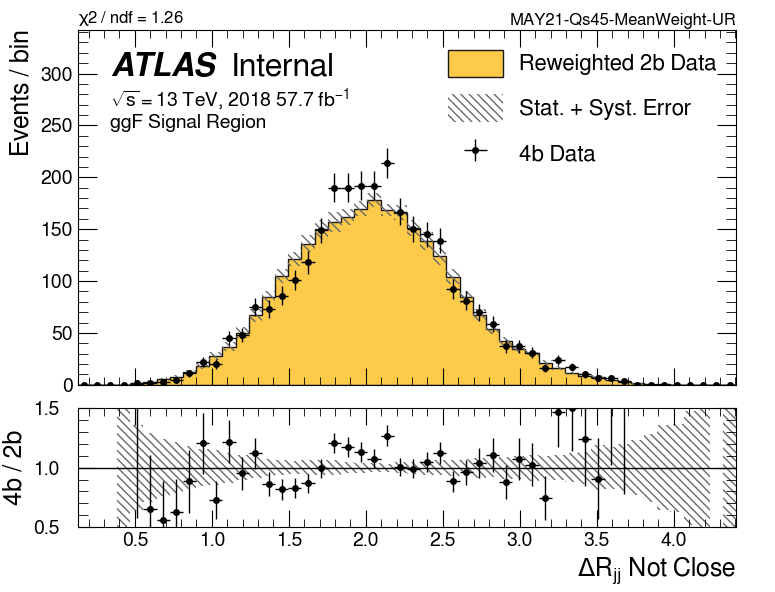 χ2 / ndf = 1.26
MAY21-Qs45-MeanWeight-UR
Events / bin
ATLAS Internal
√s = 13 TeV, 2018 57.7 fb⁻¹
ggF Signal Region
Reweighted 2b Data
Stat. + Syst. Error
4b Data
300
250
200
150
100
50
0
4b / 2b
1.5
1.0
0.5
0.5 1.0 1.5 2.0 2.5 3.0 3.5 4.0
ΔRjj Not Close